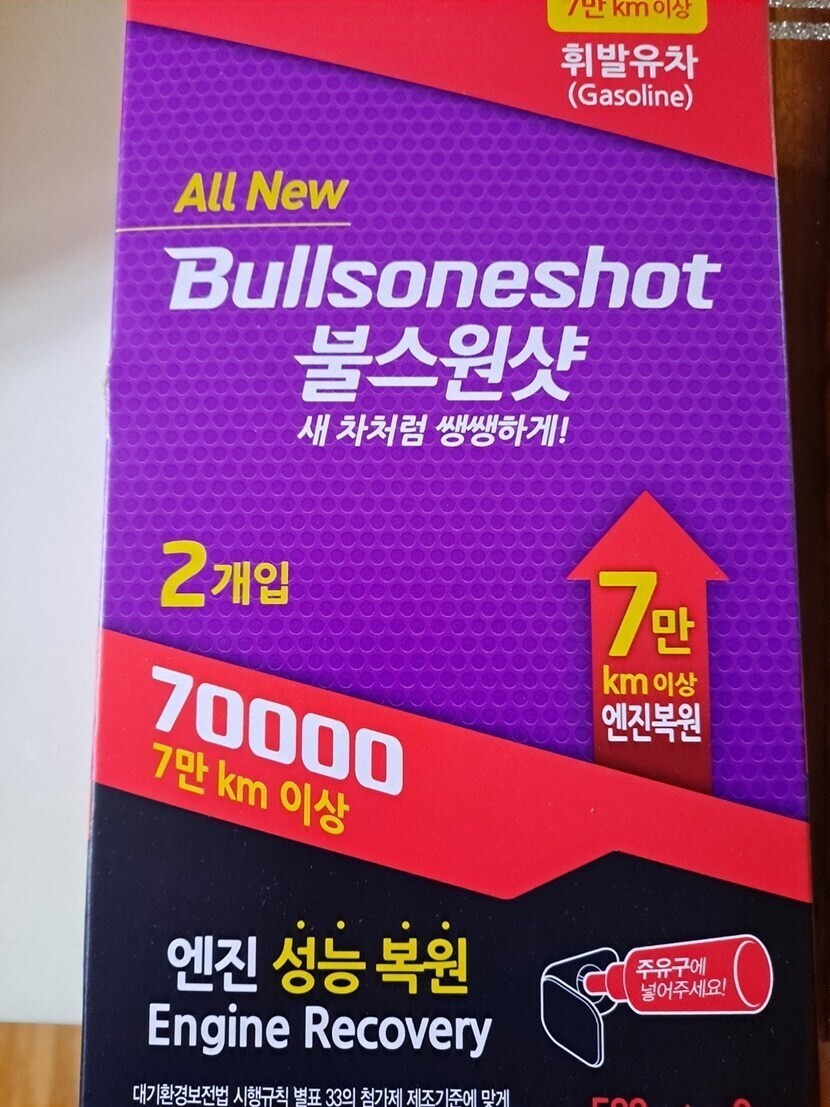 7만 km 이상
휘발유차
(Gasoline)
All New
Bullsoneshot
불스원샷
새 차처럼 쌩쌩하게!
2개입
7만
km 이상
엔진복원
70000
7만 km 이상
엔진 성능 복원
Engine Recovery
주유구에
넣어주세요!
대기환경보전법 시행규칙 별표 33의 첨가제 제조기준에 맞게